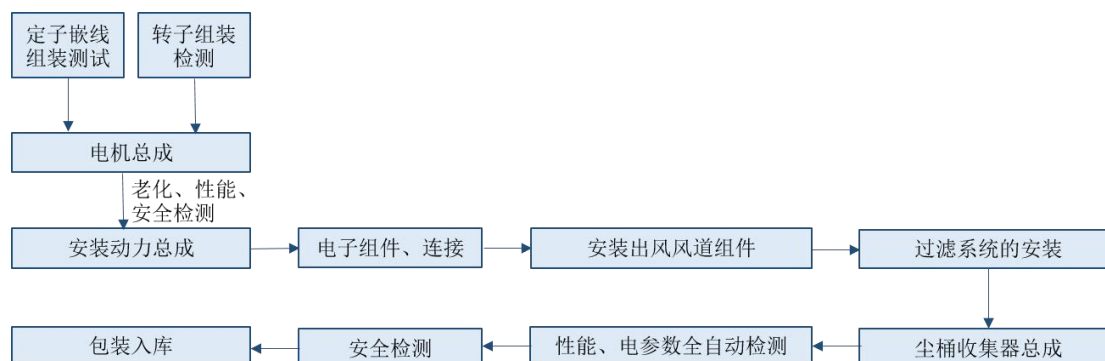 定子嵌线
组装测试
转子组装
检测
电机总成
老化、性能、
安全检测
安装动力总成
电子组件、连接
安装出风风道组件
过滤系统的安装
尘桶收集器总成
性能、电参数全自动检测
安全检测
包装入库